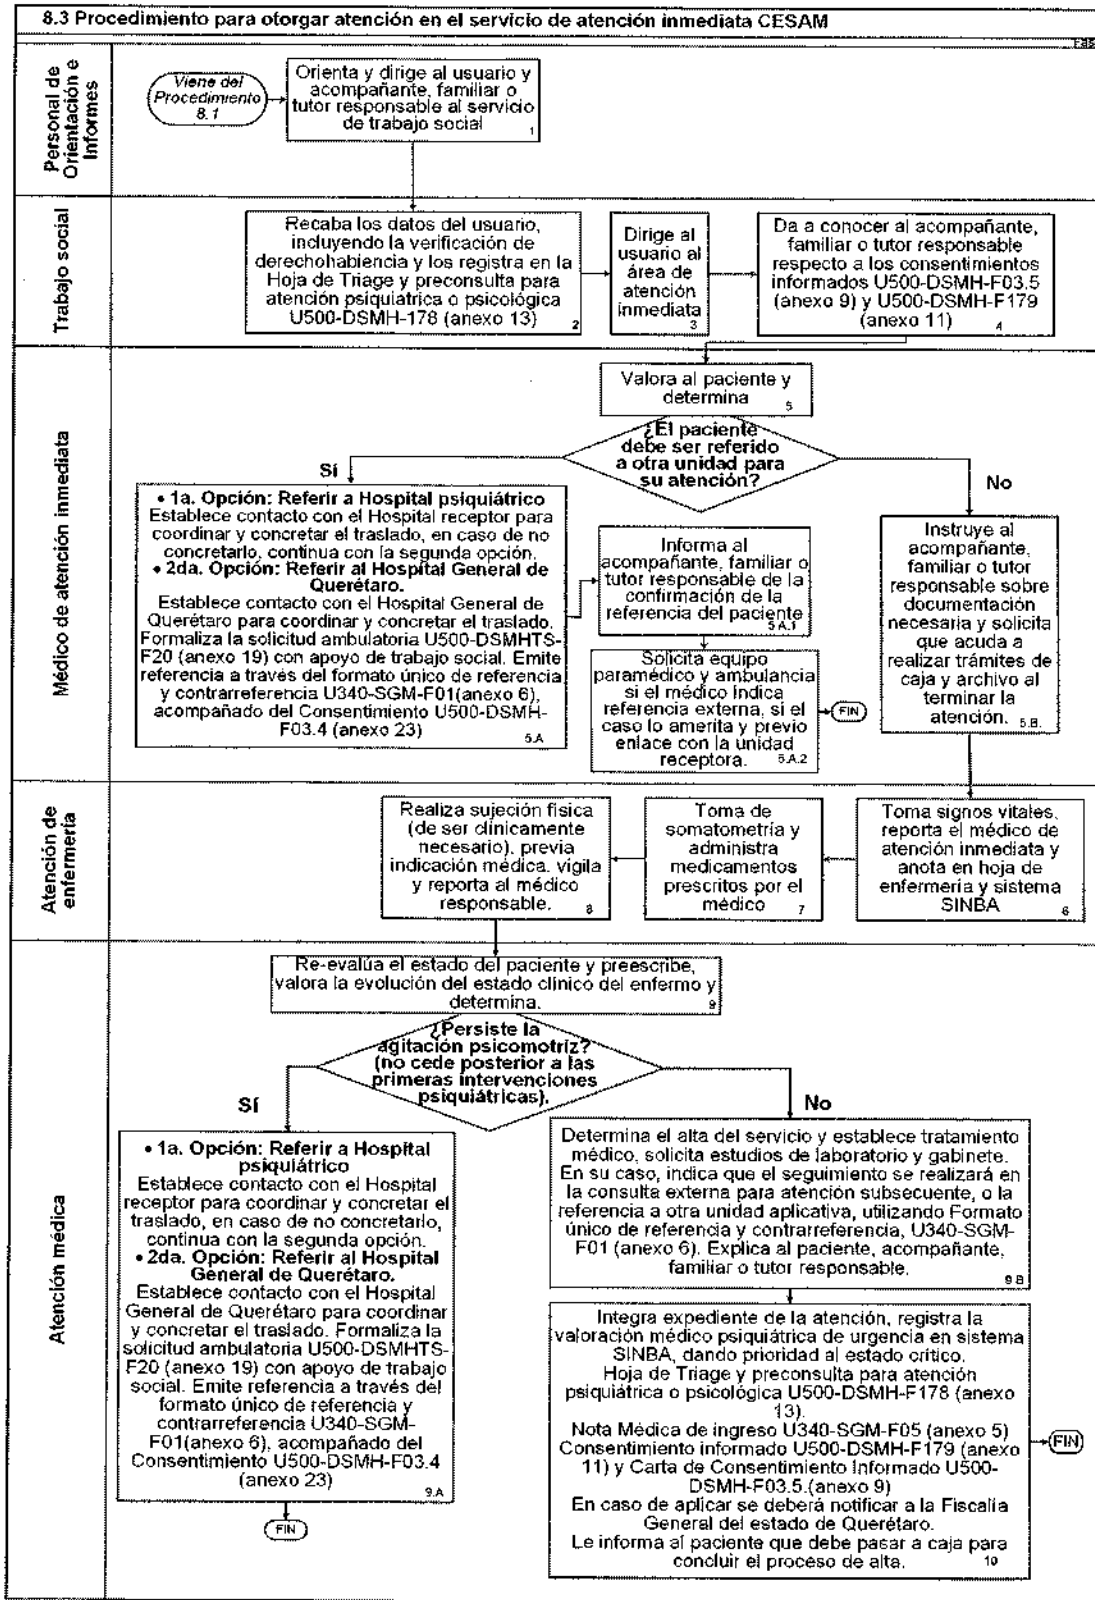 8.3 Procedimiento para otorgar atención en el servicio de atención inmediata CESAM
Fas
Personal de
Orientación e
Informes
Viene del
Procedimiento
8.1
Orienta y dirige al usuario y
acompañante, familiar o
tutor responsable al servicio
de trabajo social
1
Trabajo social
Recaba los datos del usuario,
incluyendo la verificación de
derechohabiencia y los registra en la
Hoja de Triage y preconsulta para
atención psiquiátrica o psicológica
U500-DSMH-178 (anexo 13)
2
Dirige al
usuario al
área de
atención
inmediata
3
Da a conocer al acompañante,
familiar o tutor responsable
respecto a los consentimientos
informados U500-DSMH-F03.5
(anexo 9) y U500-DSMH-F179
(anexo 11)
4
Médico de atención inmediata
Valora al paciente y
determina
5
¿El paciente
debe ser referido
a otra unidad para
su atención?
Sí
No
• 1a. Opción: Referir a Hospital psiquiátrico
Establece contacto con el Hospital receptor para
coordinar y concretar el traslado, en caso de no
concretarlo, continua con la segunda opción.
• 2da. Opción: Referir al Hospital General de
Querétaro.
Establece contacto con el Hospital General de
Querétaro para coordinar y concretar el traslado.
Formaliza la solicitud ambulatoria U500-DSMHTS-
F20 (anexo 19) con apoyo de trabajo social. Emite
referencia a través del formato único de referencia
y contrarreferencia U340-SGM-F01(anexo 6),
acompañado del Consentimiento U500-DSMH-
F03.4 (anexo 23)
5.A
Informa al
acompañante, familiar o
tutor responsable de la
confirmación de la
referencia del paciente
5.A.1
Solicita equipo
paramédico y ambulancia
si el médico indica
referencia externa, si el
caso lo amerita y previo
enlace con la unidad
receptora.
5.A.2
FIN
Instruye al
acompañante,
familiar o tutor
responsable sobre
documentación
necesaria y solicita
que acuda a
realizar trámites de
caja y archivo al
terminar la
atención.
5.B.
Atención de
enfermería
Realiza sujeción física
(de ser clínicamente
necesario), previa
indicación médica, vigila
y reporta al médico
responsable.
8
Toma de
somatometría y
administra
medicamentos
prescritos por el
médico
7
Toma signos vitales,
reporta el médico de
atención inmediata y
anota en hoja de
enfermería y sistema
SINBA
6
Atención médica
Re-evalúa el estado del paciente y preescribe,
valora la evolución del estado clínico del enfermo y
determina.
9
¿Persiste la
agitación psicomotriz?
(no cede posterior a las
primeras intervenciones
psiquiátricas).
Sí
No
• 1a. Opción: Referir a Hospital
psiquiátrico
Establece contacto con el Hospital
receptor para coordinar y concretar el
traslado, en caso de no concretarlo,
continua con la segunda opción.
• 2da. Opción: Referir al Hospital
General de Querétaro.
Establece contacto con el Hospital
General de Querétaro para coordinar
y concretar el traslado. Formaliza la
solicitud ambulatoria U500-DSMHTS-
F20 (anexo 19) con apoyo de trabajo
social. Emite referencia a través del
formato único de referencia y
contrarreferencia U340-SGM-
F01(anexo 6), acompañado del
Consentimiento U500-DSMH-F03.4
(anexo 23)
9.A
FIN
Determina el alta del servicio y establece tratamiento
médico, solicita estudios de laboratorio y gabinete.
En su caso, indica que el seguimiento se realizará en
la consulta externa para atención subsecuente, o la
referencia a otra unidad aplicativa, utilizando Formato
único de referencia y contrarreferencia, U340-SGM-
F01 (anexo 6). Explica al paciente, acompañante,
familiar o tutor responsable.
9.B
Integra expediente de la atención, registra la
valoración médico psiquiátrica de urgencia en sistema
SINBA, dando prioridad al estado crítico.
Hoja de Triage y preconsulta para atención
psiquiátrica o psicológica U500-DSMH-F178 (anexo
13).
Nota Médica de ingreso U340-SGM-F05 (anexo 5)
Consentimiento informado U500-DSMH-F179 (anexo
11) y Carta de Consentimiento Informado U500-
DSMH-F03.5.(anexo 9)
En caso de aplicar se deberá notificar a la Fiscalía
General del estado de Querétaro.
Le informa al paciente que debe pasar a caja para
concluir el proceso de alta.
10
FIN